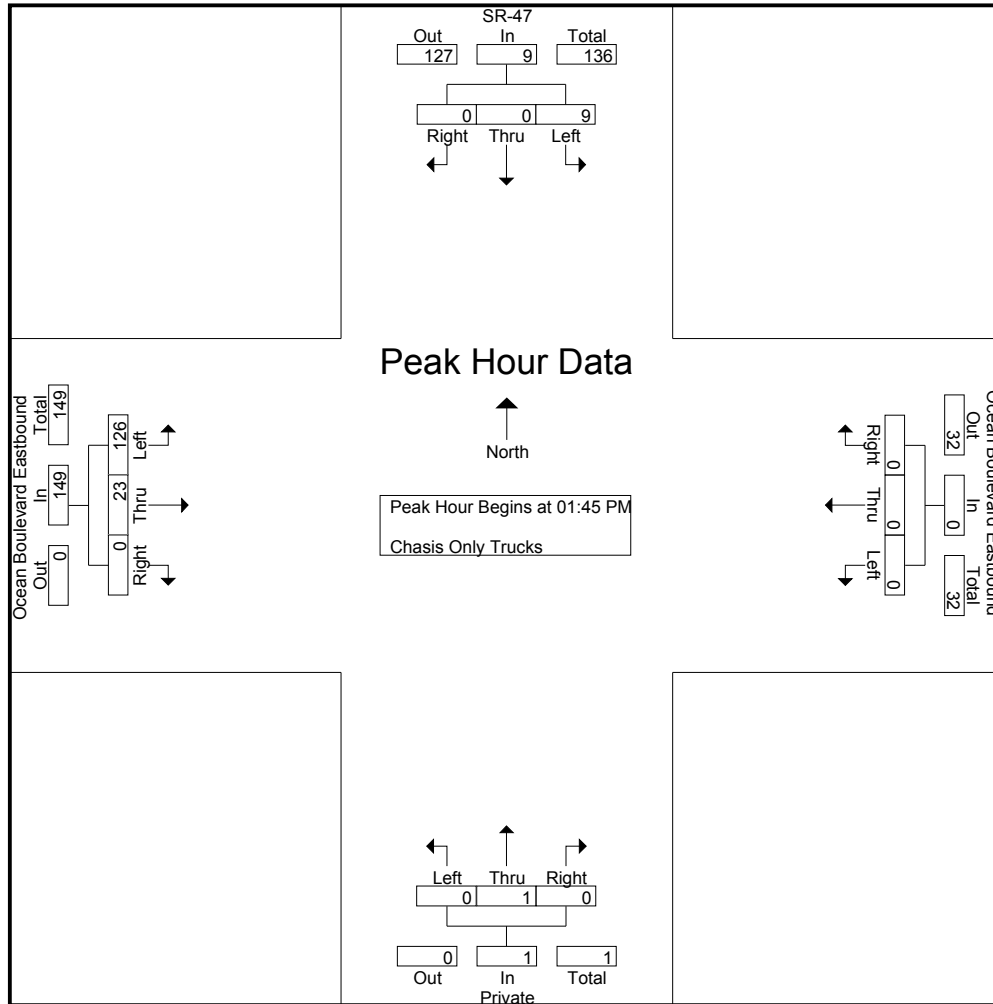 SR-47
Out In Total
127 9 136
0 0 9
Right Thru Left
Peak Hour Data
North
Peak Hour Begins at 01:45 PM
Chasis Only Trucks
Ocean Boulevard Eastbound
Out In Total
0 149 149
126 23 0
Left Thru Right
Ocean Boulevard Eastbound
Out In Total
32 0 32
0 0 0
Right Thru Left
Left Thru Right
0 1 0
0 1 1
Out In Total
Private